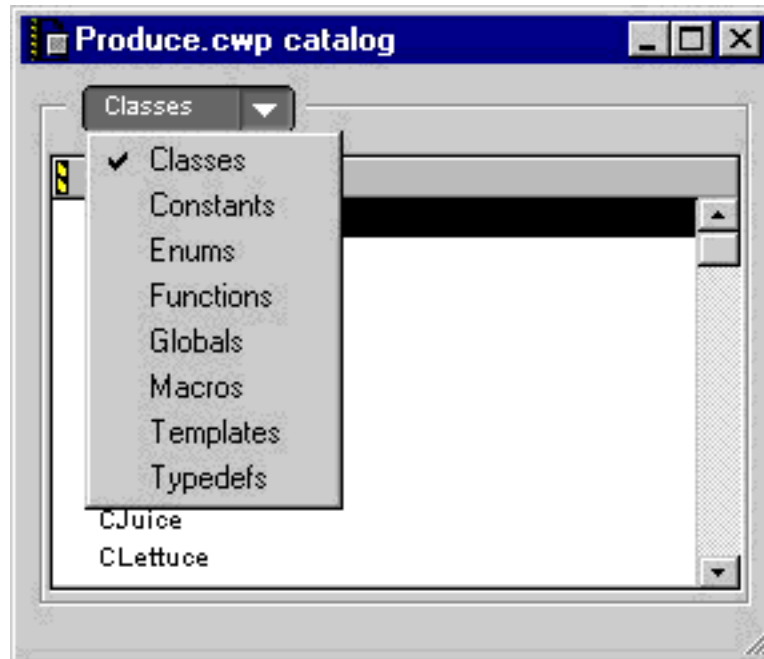 Produce.cwp catalog
Classes
Classes
Constants
Enums
Functions
Globals
Macros
Templates
Typedefs
CJuice
CLettuce